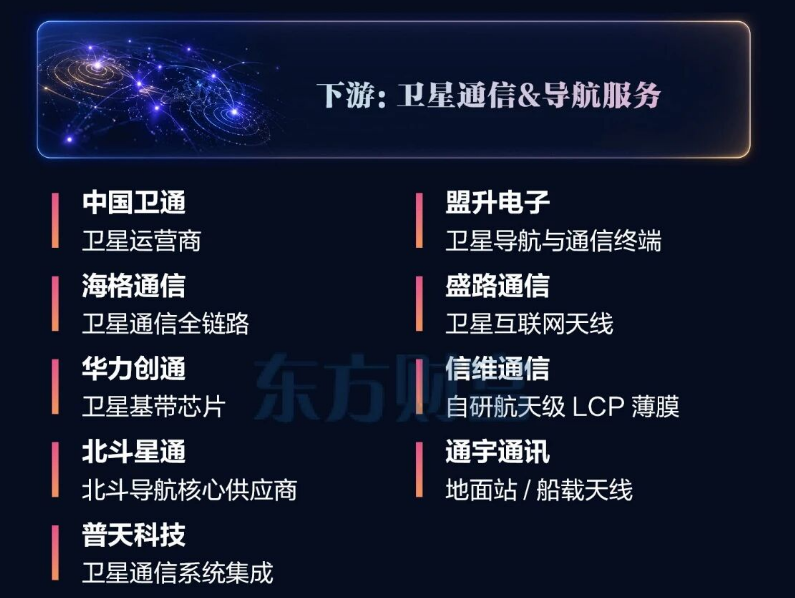 下游：卫星通信&导航服务
中国卫通
卫星运营商
海格通信
卫星通信全链路
华力创通
卫星基带芯片
北斗星通
北斗导航核心供应商
普天科技
卫星通信系统集成
盟升电子
卫星导航与通信终端
盛路通信
卫星互联网天线
信维通信
自研航天级 LCP 薄膜
通宇通讯
地面站 / 船载天线
东方财富